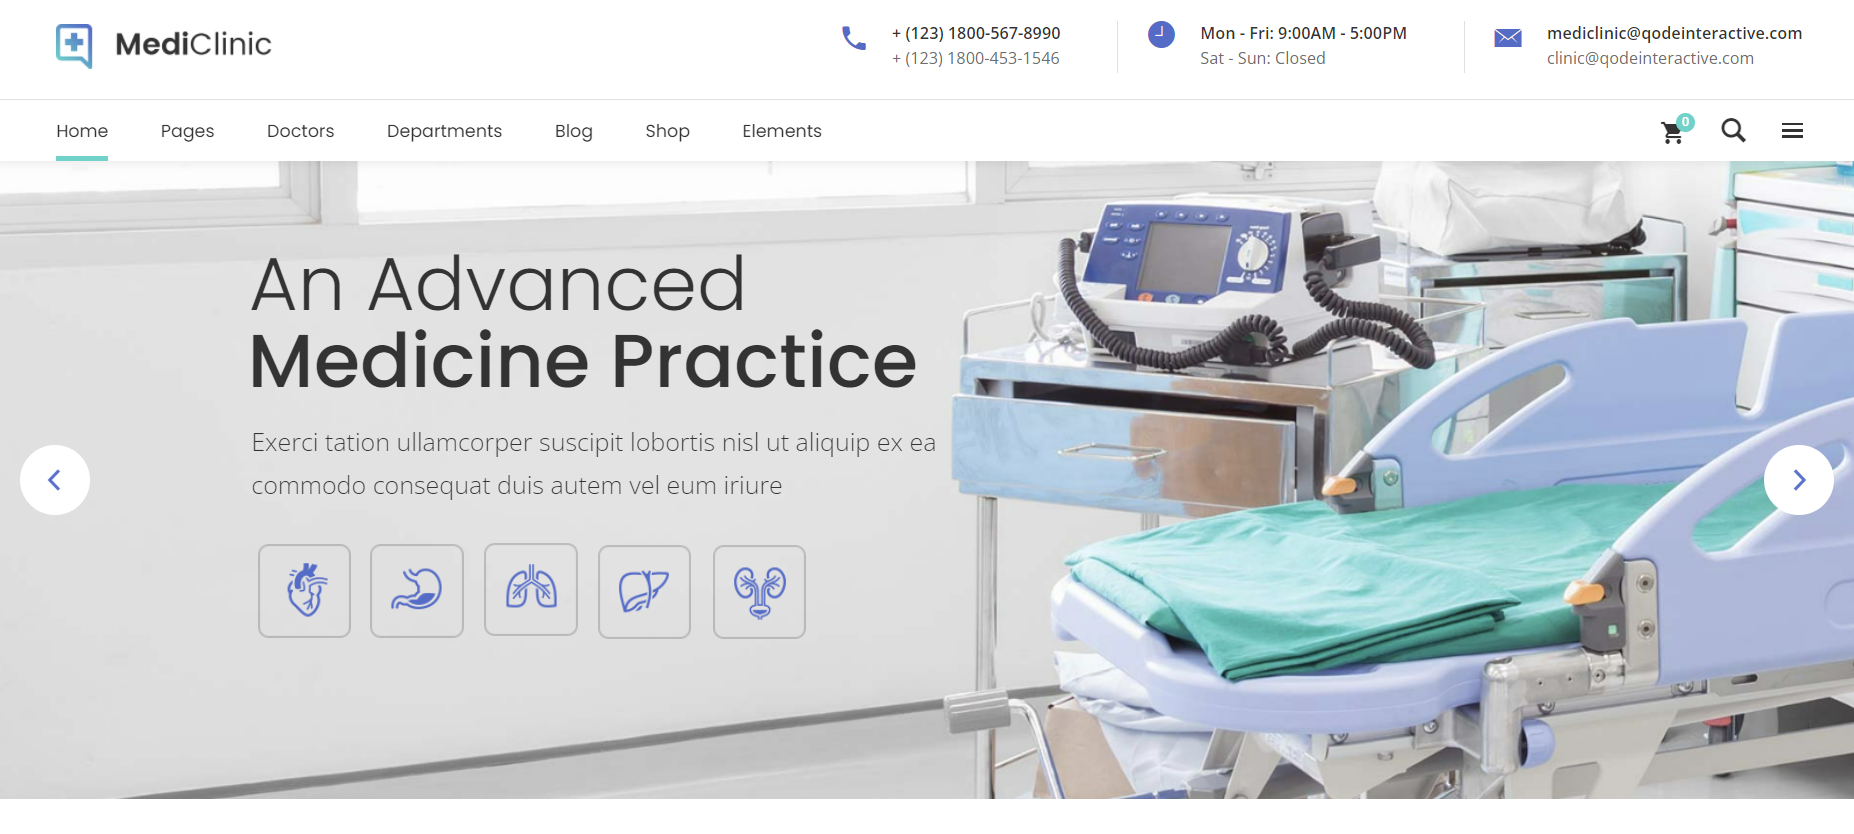 MediClinic
+ (123) 1800-567-8990
+ (123) 1800-453-1546
Mon - Fri: 9:00AM - 5:00PM
Sat - Sun: Closed
mediclinic@qodeinteractive.com
clinic@qodeinteractive.com
Home Pages Doctors Departments Blog Shop Elements
0
An Advanced
Medicine Practice
Exerci tation ullamcorper suscipit lobortis nisl ut aliquip ex ea
commodo consequat duis autem vel eum iriure